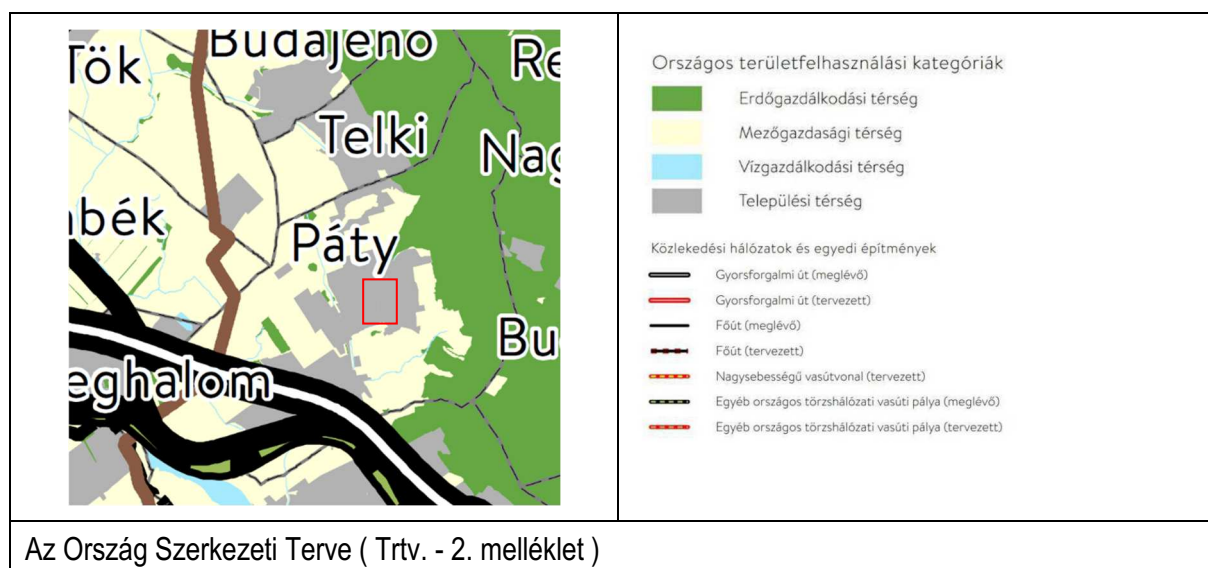 Tök
Budajenő
Re
Telki
Nag
bék
Páty
Bu
eghalom
Országos területfelhasználási kategóriák
Erdőgazdálkodási térség
Mezőgazdasági térség
Vízgazdálkodási térség
Települési térség
Közlekedési hálózatok és egyedi építmények
Gyorsforgalmi út (meglévő)
Gyorsforgalmi út (tervezett)
Főút (meglévő)
Főút (tervezett)
Nagysebességű vasútvonal (tervezett)
Egyéb országos törzshálózati vasúti pálya (meglévő)
Egyéb országos törzshálózati vasúti pálya (tervezett)
Az Ország Szerkezeti Terve ( Trtv. - 2. melléklet )